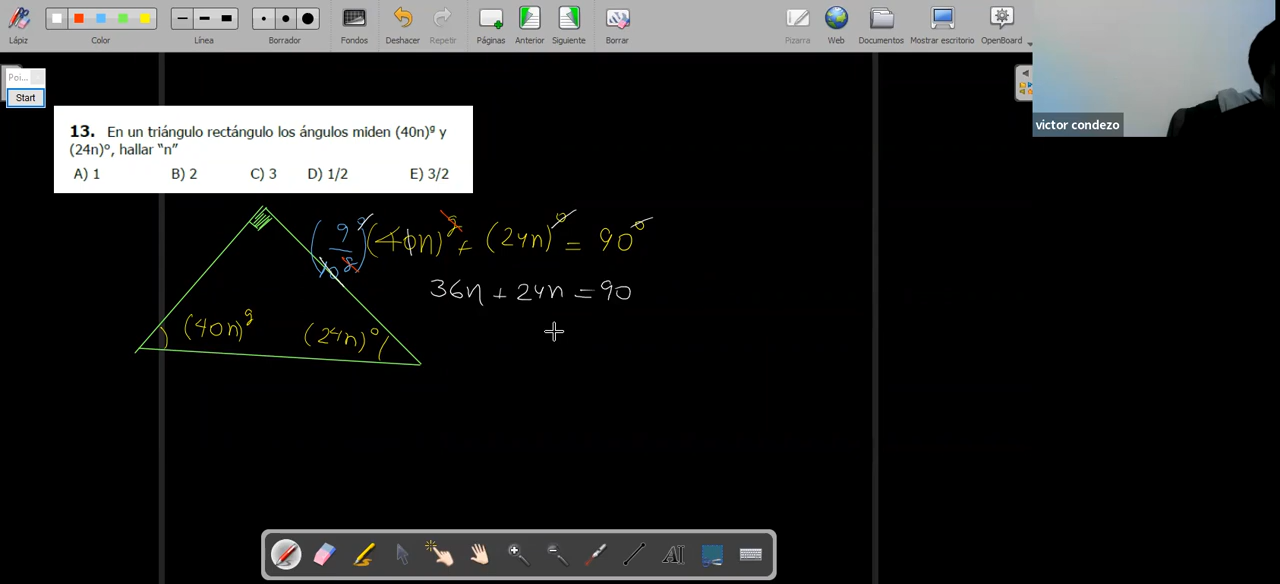 Lápiz
Color
Línea
Borrador
Fondos
Deshacer
Repetir
Páginas
Anterior
Siguiente
Borrar
Pizarra
Web
Documentos
Mostrar escritorio
OpenBoard
Poi...
Start
victor condezo
13. En un triángulo rectángulo los ángulos miden (40n)ᵍ y
(24n)°, hallar "n"
A) 1 B) 2 C) 3 D) 1/2 E) 3/2
(9°/10ᵍ)(40n)ᵍ + (24n)° = 90°
36n + 24n = 90
(40n)ᵍ (24n)°
AI